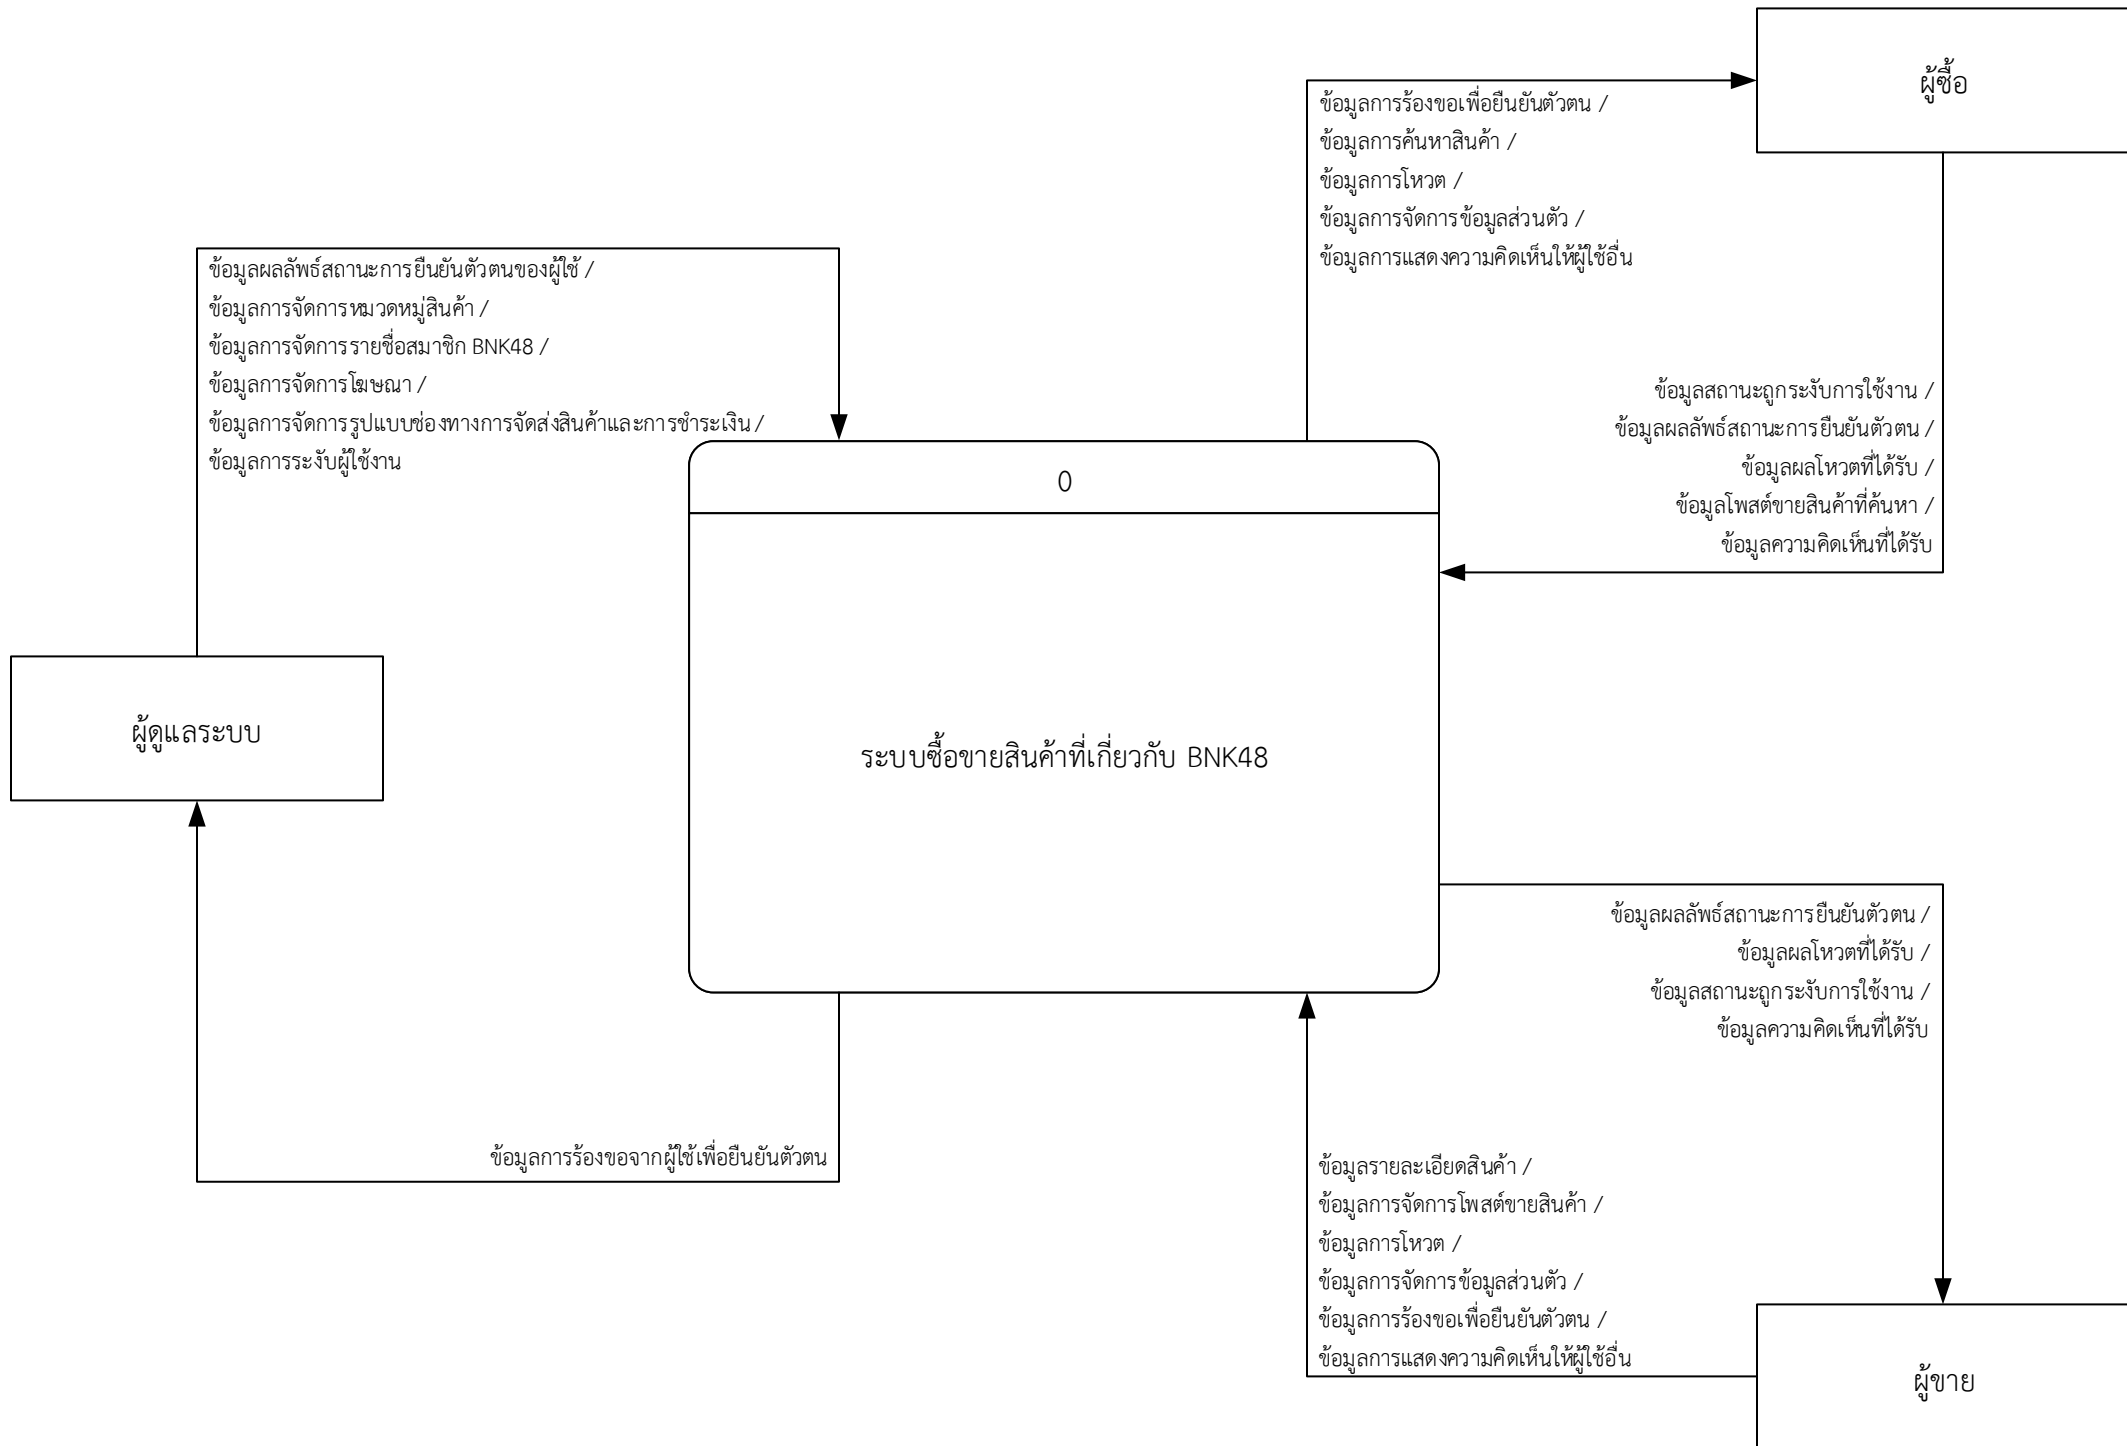 ผู้ซื้อ
ข้อมูลการร้องขอเพื่อยืนยันตัวตน /
ข้อมูลการค้นหาสินค้า /
ข้อมูลการโหวต /
ข้อมูลการจัดการข้อมูลส่วนตัว /
ข้อมูลการแสดงความคิดเห็นให้ผู้ใช้อื่น
ข้อมูลผลลัพธ์สถานะการยืนยันตัวตนของผู้ใช้ /
ข้อมูลการจัดการหมวดหมู่สินค้า /
ข้อมูลการจัดการรายชื่อสมาชิก BNK48 /
ข้อมูลการจัดการโฆษณา /
ข้อมูลการจัดการรูปแบบช่องทางการจัดส่งสินค้าและการชำระเงิน /
ข้อมูลการระงับผู้ใช้งาน
ข้อมูลสถานะถูกระงับการใช้งาน /
ข้อมูลผลลัพธ์สถานะการยืนยันตัวตน /
ข้อมูลผลโหวตที่ได้รับ /
ข้อมูลโพสต์ขายสินค้าที่ค้นหา /
ข้อมูลความคิดเห็นที่ได้รับ
0
ผู้ดูแลระบบ
ระบบซื้อขายสินค้าที่เกี่ยวกับ BNK48
ข้อมูลผลลัพธ์สถานะการยืนยันตัวตน /
ข้อมูลผลโหวตที่ได้รับ /
ข้อมูลสถานะถูกระงับการใช้งาน /
ข้อมูลความคิดเห็นที่ได้รับ
ข้อมูลการร้องขอจากผู้ใช้เพื่อยืนยันตัวตน
ข้อมูลรายละเอียดสินค้า /
ข้อมูลการจัดการโพสต์ขายสินค้า /
ข้อมูลการโหวต /
ข้อมูลการจัดการข้อมูลส่วนตัว /
ข้อมูลการร้องขอเพื่อยืนยันตัวตน /
ข้อมูลการแสดงความคิดเห็นให้ผู้ใช้อื่น
ผู้ขาย